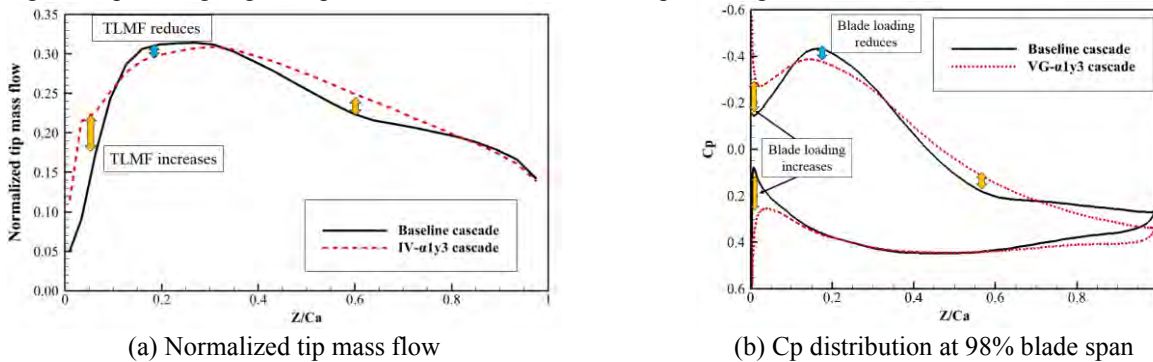 TLMF reduces
TLMF increases
Normalized tip mass flow
0.35
0.30
0.25
0.20
0.15
0.10
0.05
0.00
0
0.2
0.4
0.6
0.8
1
Z/Ca
Baseline cascade
IV-α1y3 cascade
(a) Normalized tip mass flow
Blade loading
reduces
Blade loading
increases
Cp
-0.6
-0.4
-0.2
0.0
0.2
0.4
0.6
0.0
0.2
0.4
0.6
0.8
Z/Ca
Baseline cascade
VG-α1y3 cascade
(b) Cp distribution at 98% blade span